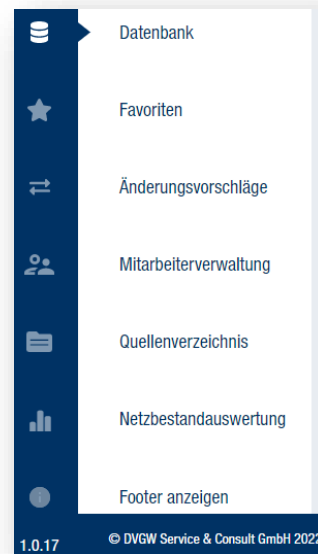 Datenbank
Favoriten
Änderungsvorschläge
Mitarbeiterverwaltung
Quellenverzeichnis
Netzbestandauswertung
Footer anzeigen
1.0.17
© DVGW Service & Consult GmbH 2022